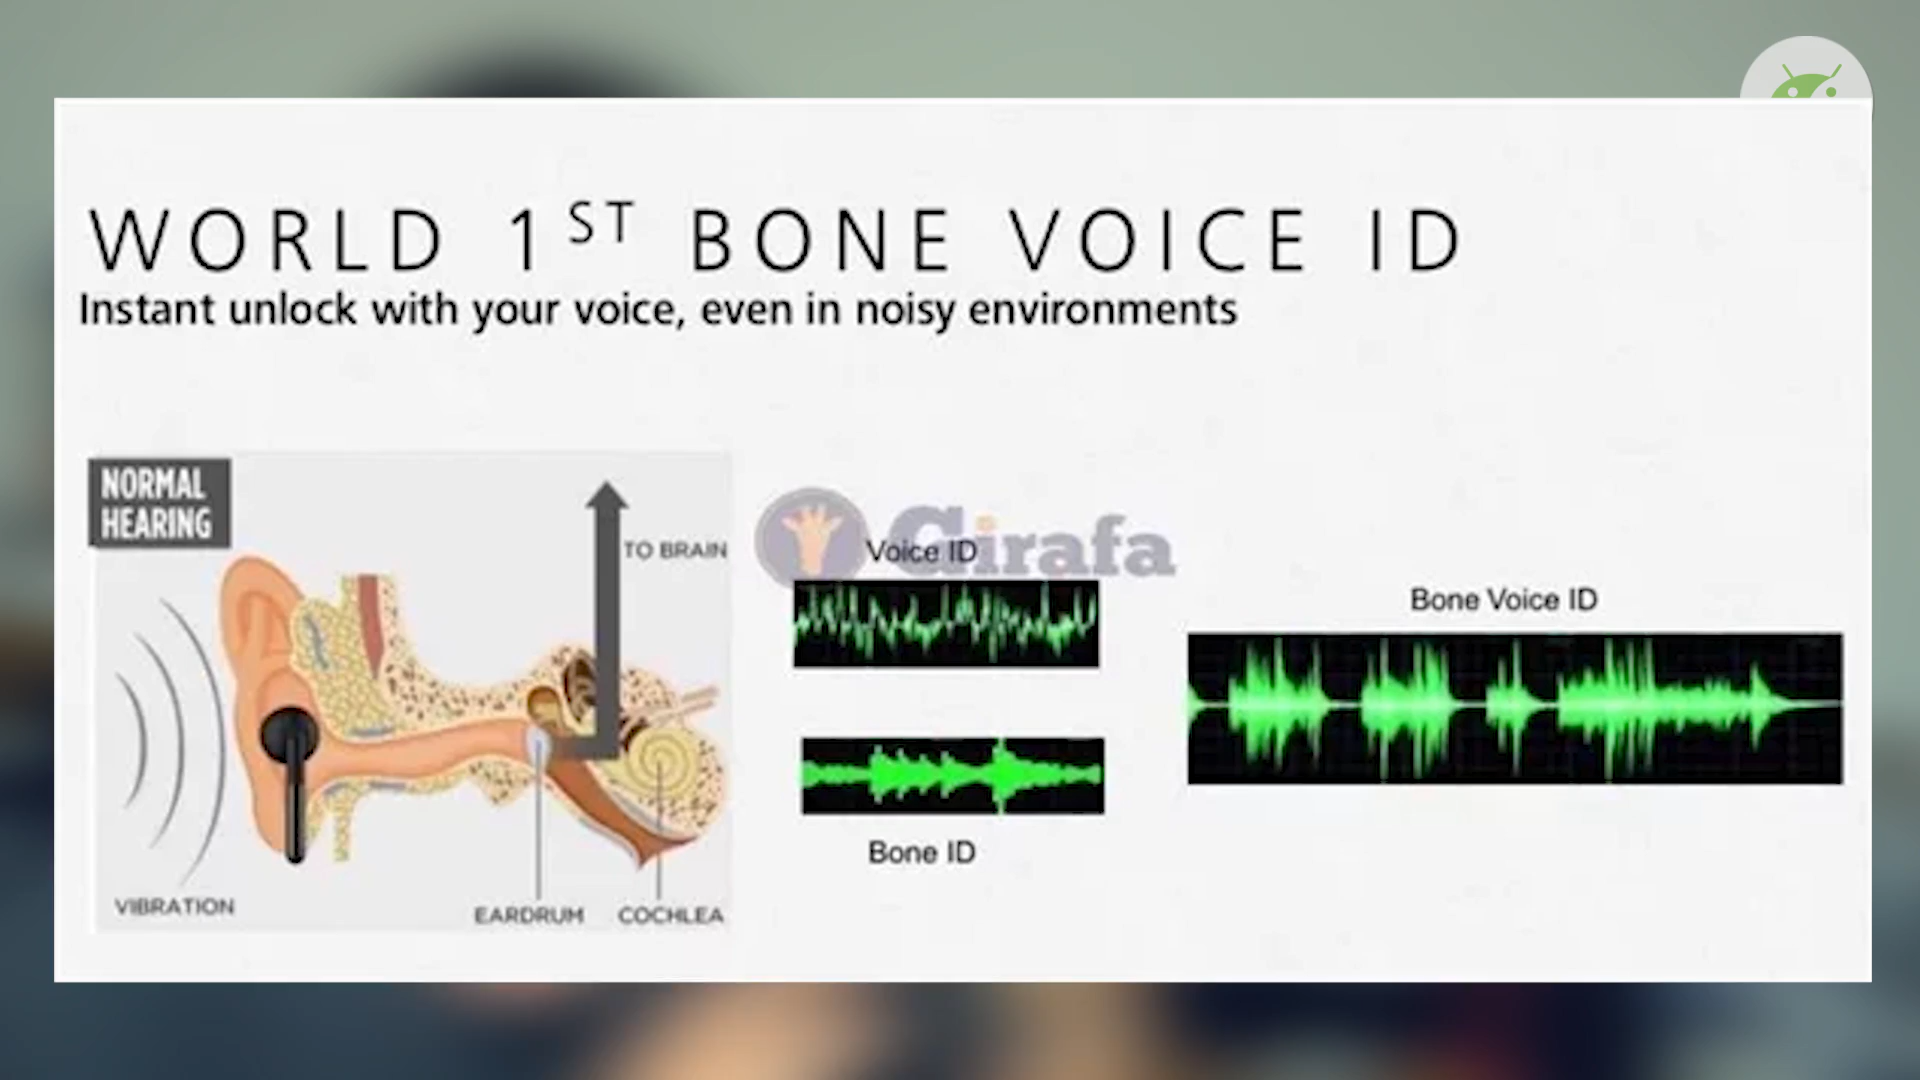 WORLD 1ST BONE VOICE ID
Instant unlock with your voice, even in noisy environments
NORMAL
HEARING
TO BRAIN
VIBRATION
EARDRUM
COCHLEA
Girafa
Voice ID
Bone ID
Bone Voice ID